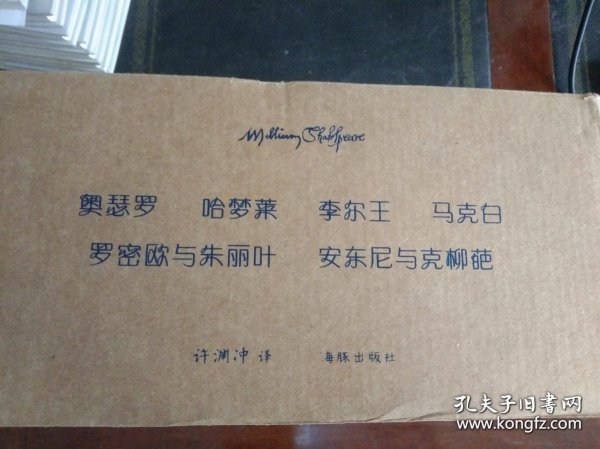 William Shakspeare
奥瑟罗 哈梦莱 李尔王 马克白
罗密欧与朱丽叶 安东尼与克柳葩
许渊冲 译 海豚出版社
孔夫子旧书网
www.kongfz.com